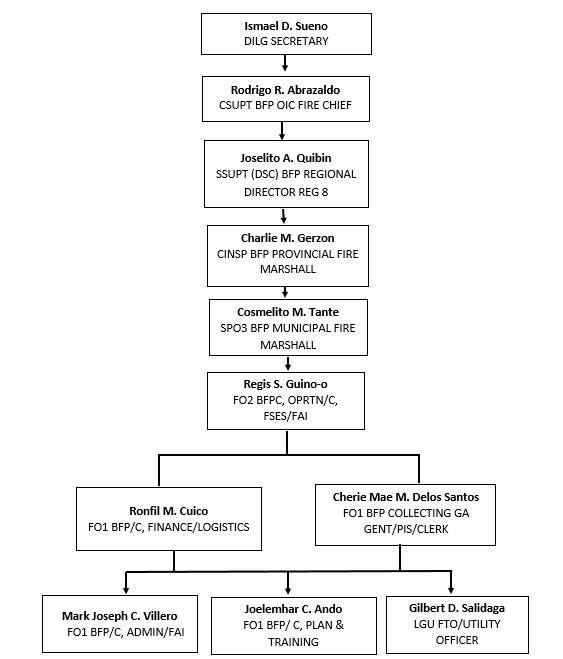 Ismael D. Sueno
DILG SECRETARY
Rodrigo R. Abrazaldo
CSUPT BFP OIC FIRE CHIEF
Joselito A. Quibin
SSUPT (DSC) BFP REGIONAL
DIRECTOR REG 8
Charlie M. Gerzon
CINSP BFP PROVINCIAL FIRE
MARSHALL
Cosmelito M. Tante
SPO3 BFP MUNICIPAL FIRE
MARSHALL
Regis S. Guino-o
FO2 BFPC, OPRTN/C,
FSES/FAI
Ronfil M. Cuico
FO1 BFP/C, FINANCE/LOGISTICS
Cherie Mae M. Delos Santos
FO1 BFP COLLECTING GA
GENT/PIS/CLERK
Mark Joseph C. Villero
FO1 BFP/C, ADMIN/FAI
Joelemhar C. Ando
FO1 BFP/ C, PLAN &
TRAINING
Gilbert D. Salidaga
LGU FTO/UTILITY
OFFICER